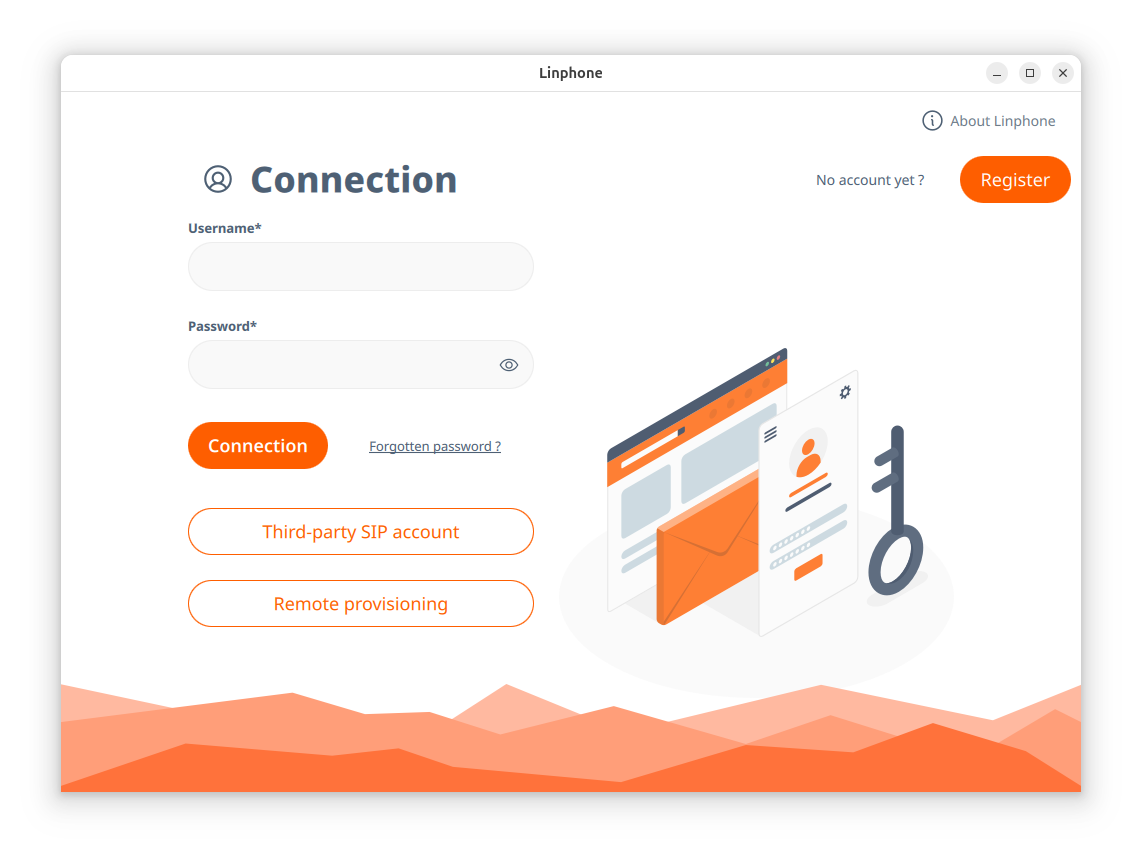 Linphone
About Linphone
Connection
No account yet ?
Register
Username*
Password*
Connection
Forgotten password ?
Third-party SIP account
Remote provisioning